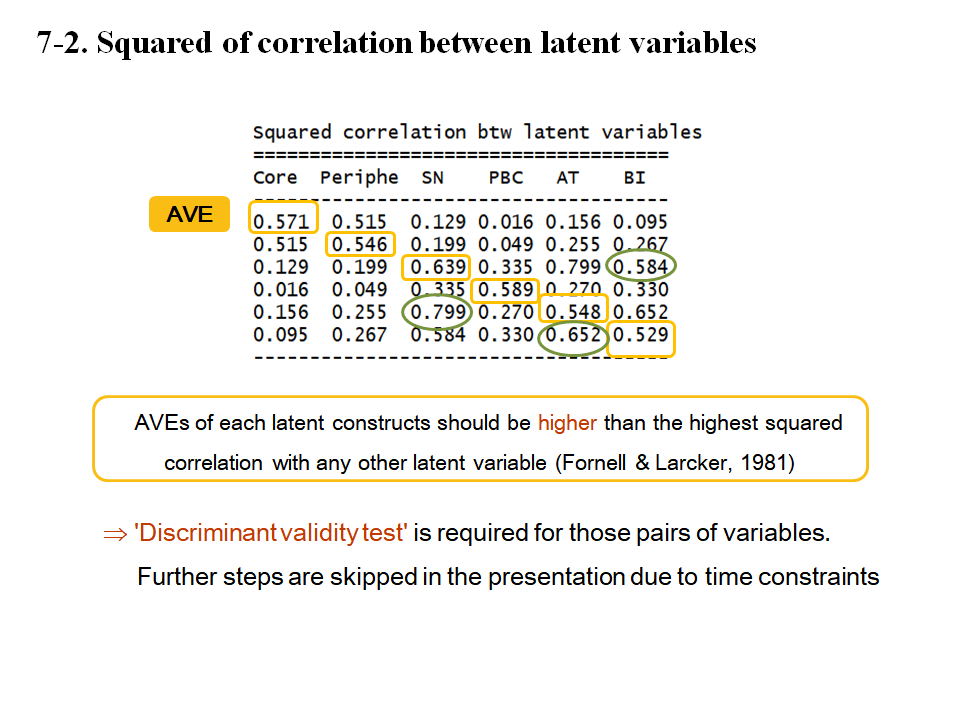 7-2. Squared of correlation between latent variables
Squared correlation btw latent variables
=====================================
Core Periphe SN PBC AT BI
-------------------------------------
AVE
0.571 0.515 0.129 0.016 0.156 0.095
0.515 0.546 0.199 0.049 0.255 0.267
0.129 0.199 0.639 0.335 0.799 0.584
0.016 0.049 0.335 0.589 0.270 0.330
0.156 0.255 0.799 0.270 0.548 0.652
0.095 0.267 0.584 0.330 0.652 0.529
-------------------------------------
AVEs of each latent constructs should be higher than the highest squared
correlation with any other latent variable (Fornell & Larcker, 1981)
⇒ 'Discriminant validity test' is required for those pairs of variables.
Further steps are skipped in the presentation due to time constraints